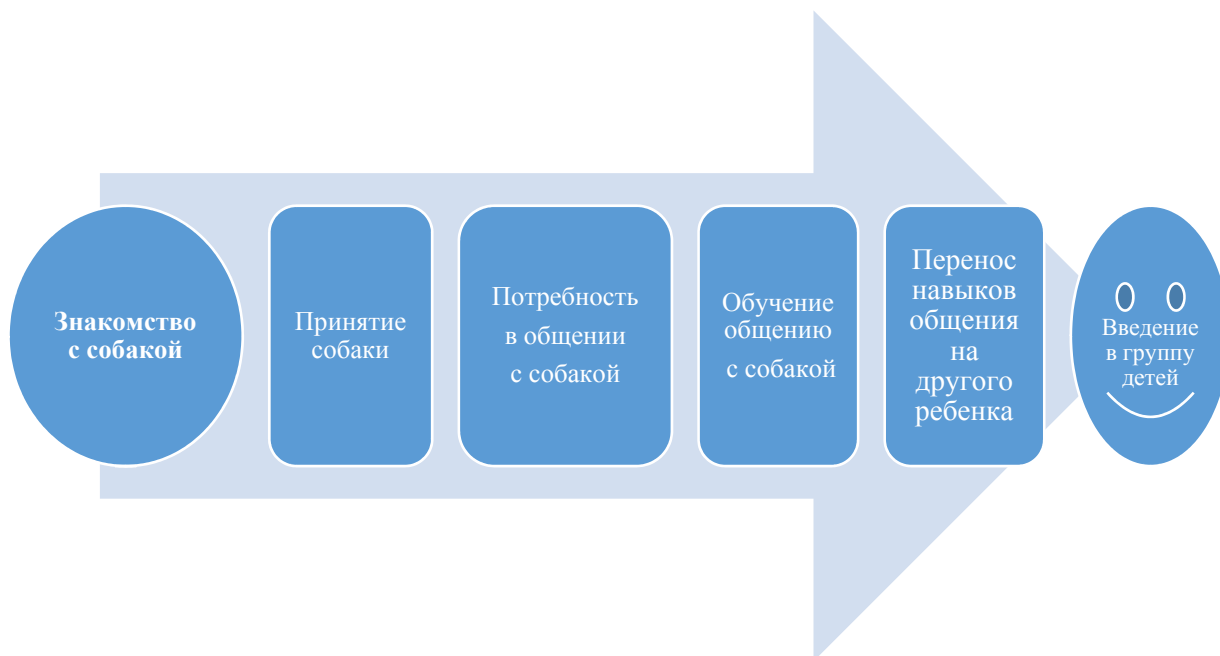 Знакомство
с собакой
Принятие
собаки
Потребность
в общении
с собакой
Обучение
общению
с собакой
Перенос
навыков
общения
на
другого
ребенка
Введение
в группу
детей